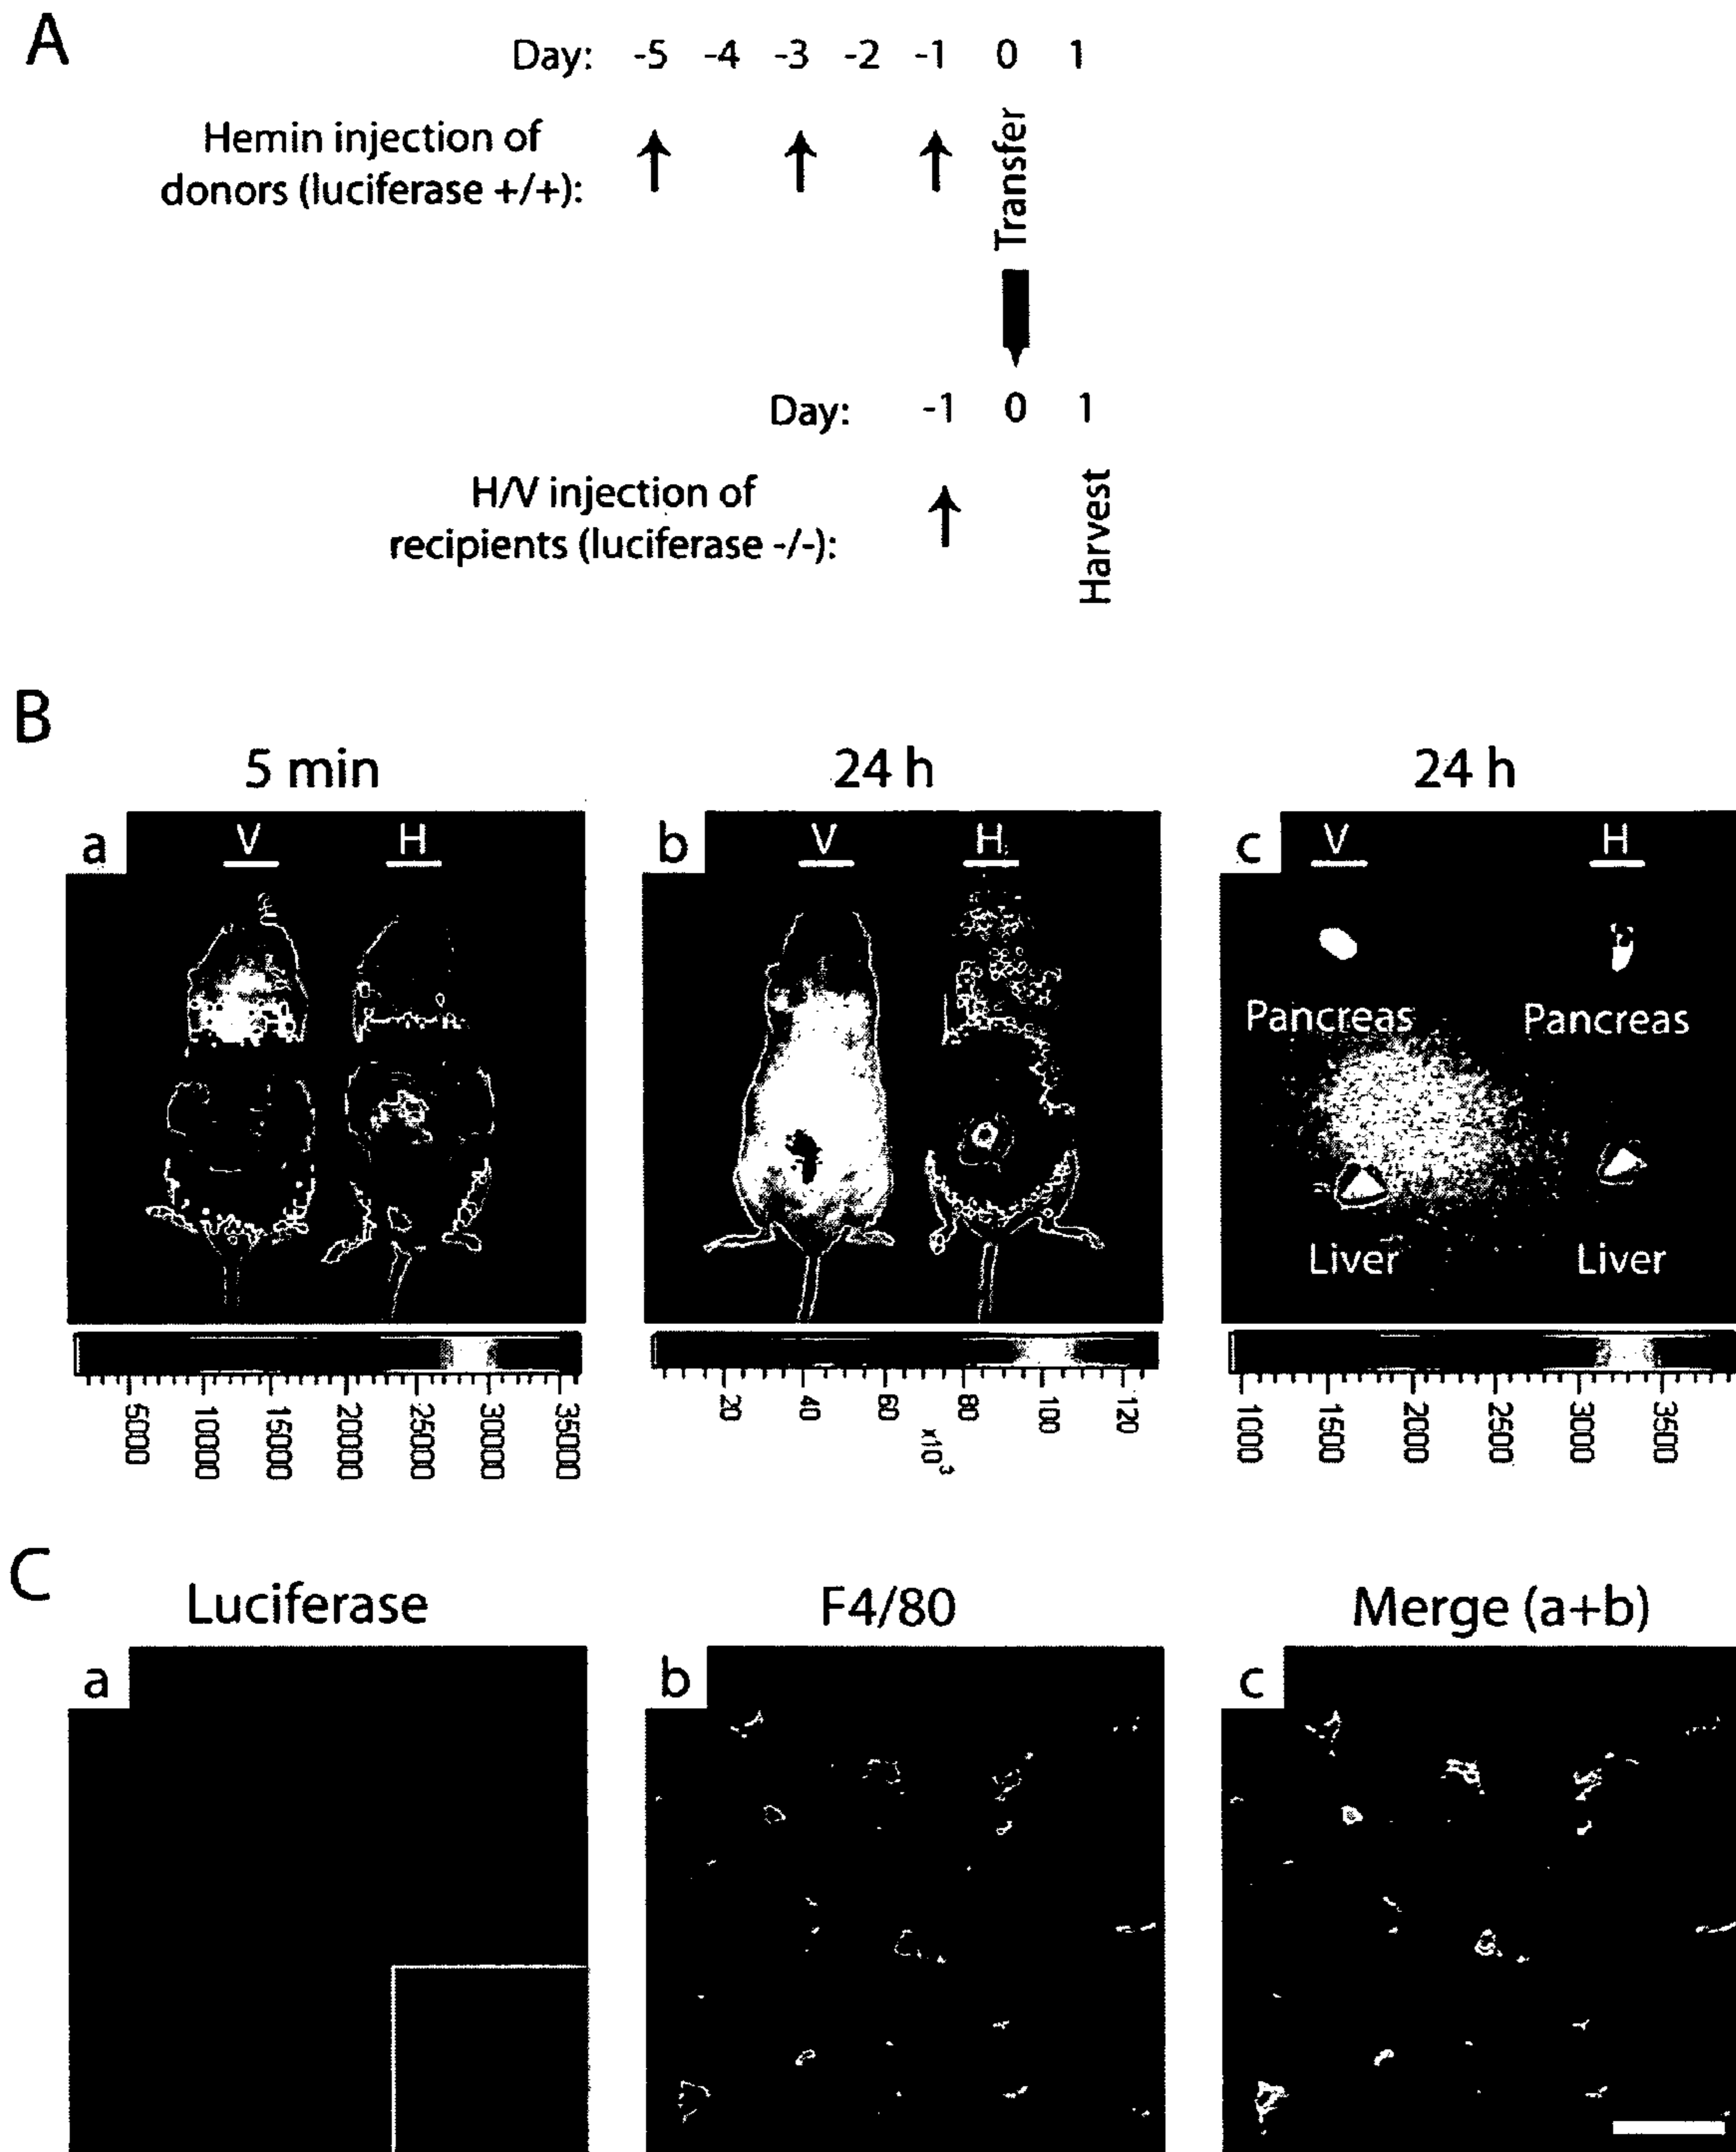 A
Day: -5 -4 -3 -2 -1 0 1
Hemin injection of
donors (luciferase +/+):
Transfer
Day: -1 0 1
H/V injection of
recipients (luciferase -/-):
Harvest
B
5 min
24 h
24 h
a
V
H
b
V
H
c
V
H
Pancreas
Pancreas
Liver
Liver
5000 10000 15000 20000 25000 30000 35000
20 40 60 80 100 120
x10³
1000 1500 2000 2500 3000 3500
C
Luciferase
F4/80
Merge (a+b)
a
b
c